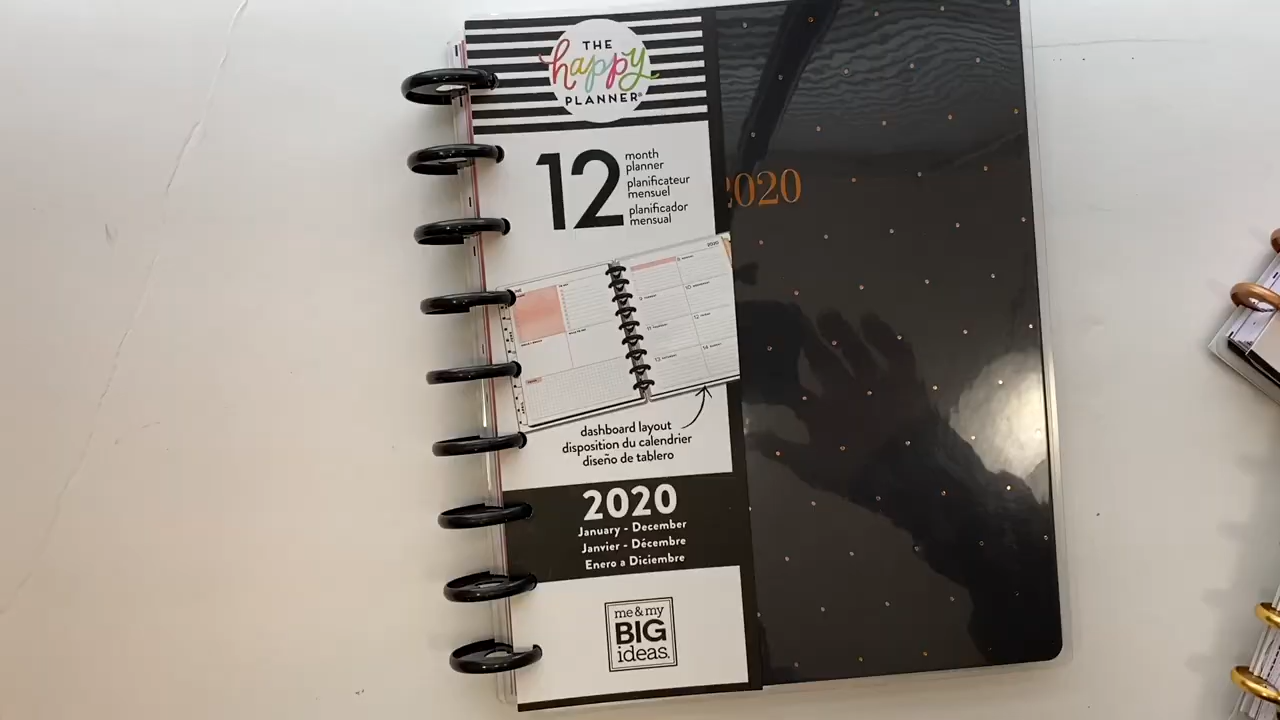 THE
happy
PLANNER®
12
month
planner
planificateur
mensuel
planificador
mensual
2020
dashboard layout
disposition du calendrier
diseño de tablero
2020
January - December
Janvier - Décembre
Enero a Diciembre
me & my
BIG
ideas.